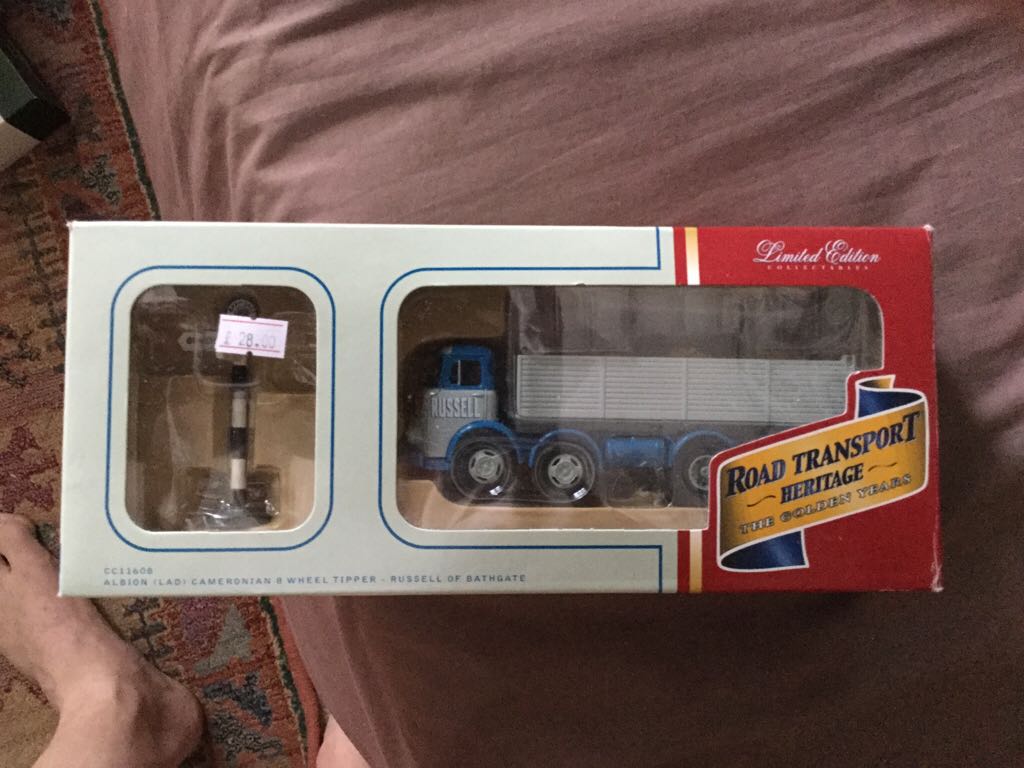 Limited Edition
COLLECTABLES
£ 28.00
RUSSELL
ROAD TRANSPORT
HERITAGE
THE GOLDEN YEARS
CC11608
ALBION (LAD) CAMERONIAN 8 WHEEL TIPPER - RUSSELL OF BATHGATE